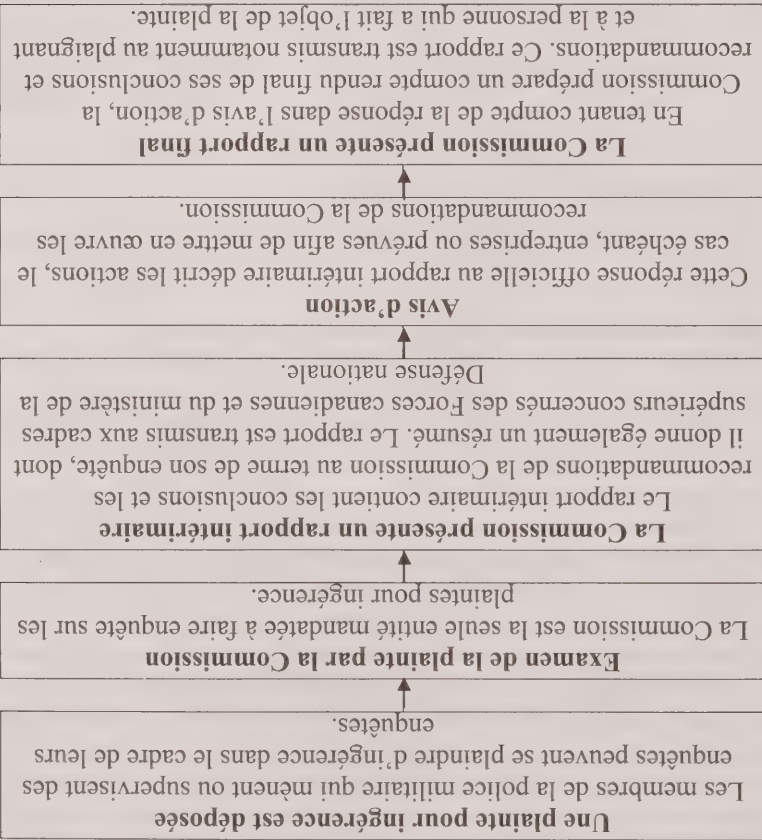 Une plainte pour ingérence est déposée
Les membres de la police militaire qui mènent ou supervisent des
enquêtes peuvent se plaindre d'ingérence dans le cadre de leurs
enquêtes.
Examen de la plainte par la Commission
La Commission est la seule entité mandatée à faire enquête sur les
plaintes pour ingérence.
La Commission présente un rapport intérimaire
Le rapport intérimaire contient les conclusions et les
recommandations de la Commission au terme de son enquête, dont
il donne également un résumé. Le rapport est transmis aux cadres
supérieurs concernés des Forces canadiennes et du ministère de la
Défense nationale.
Avis d'action
Cette réponse officielle au rapport intérimaire décrit les actions, le
cas échéant, entreprises ou prévues afin de mettre en œuvre les
recommandations de la Commission.
La Commission présente un rapport final
En tenant compte de la réponse dans l'avis d'action, la
Commission prépare un compte rendu final de ses conclusions et
recommandations. Ce rapport est transmis notamment au plaignant
et à la personne qui a fait l'objet de la plainte.